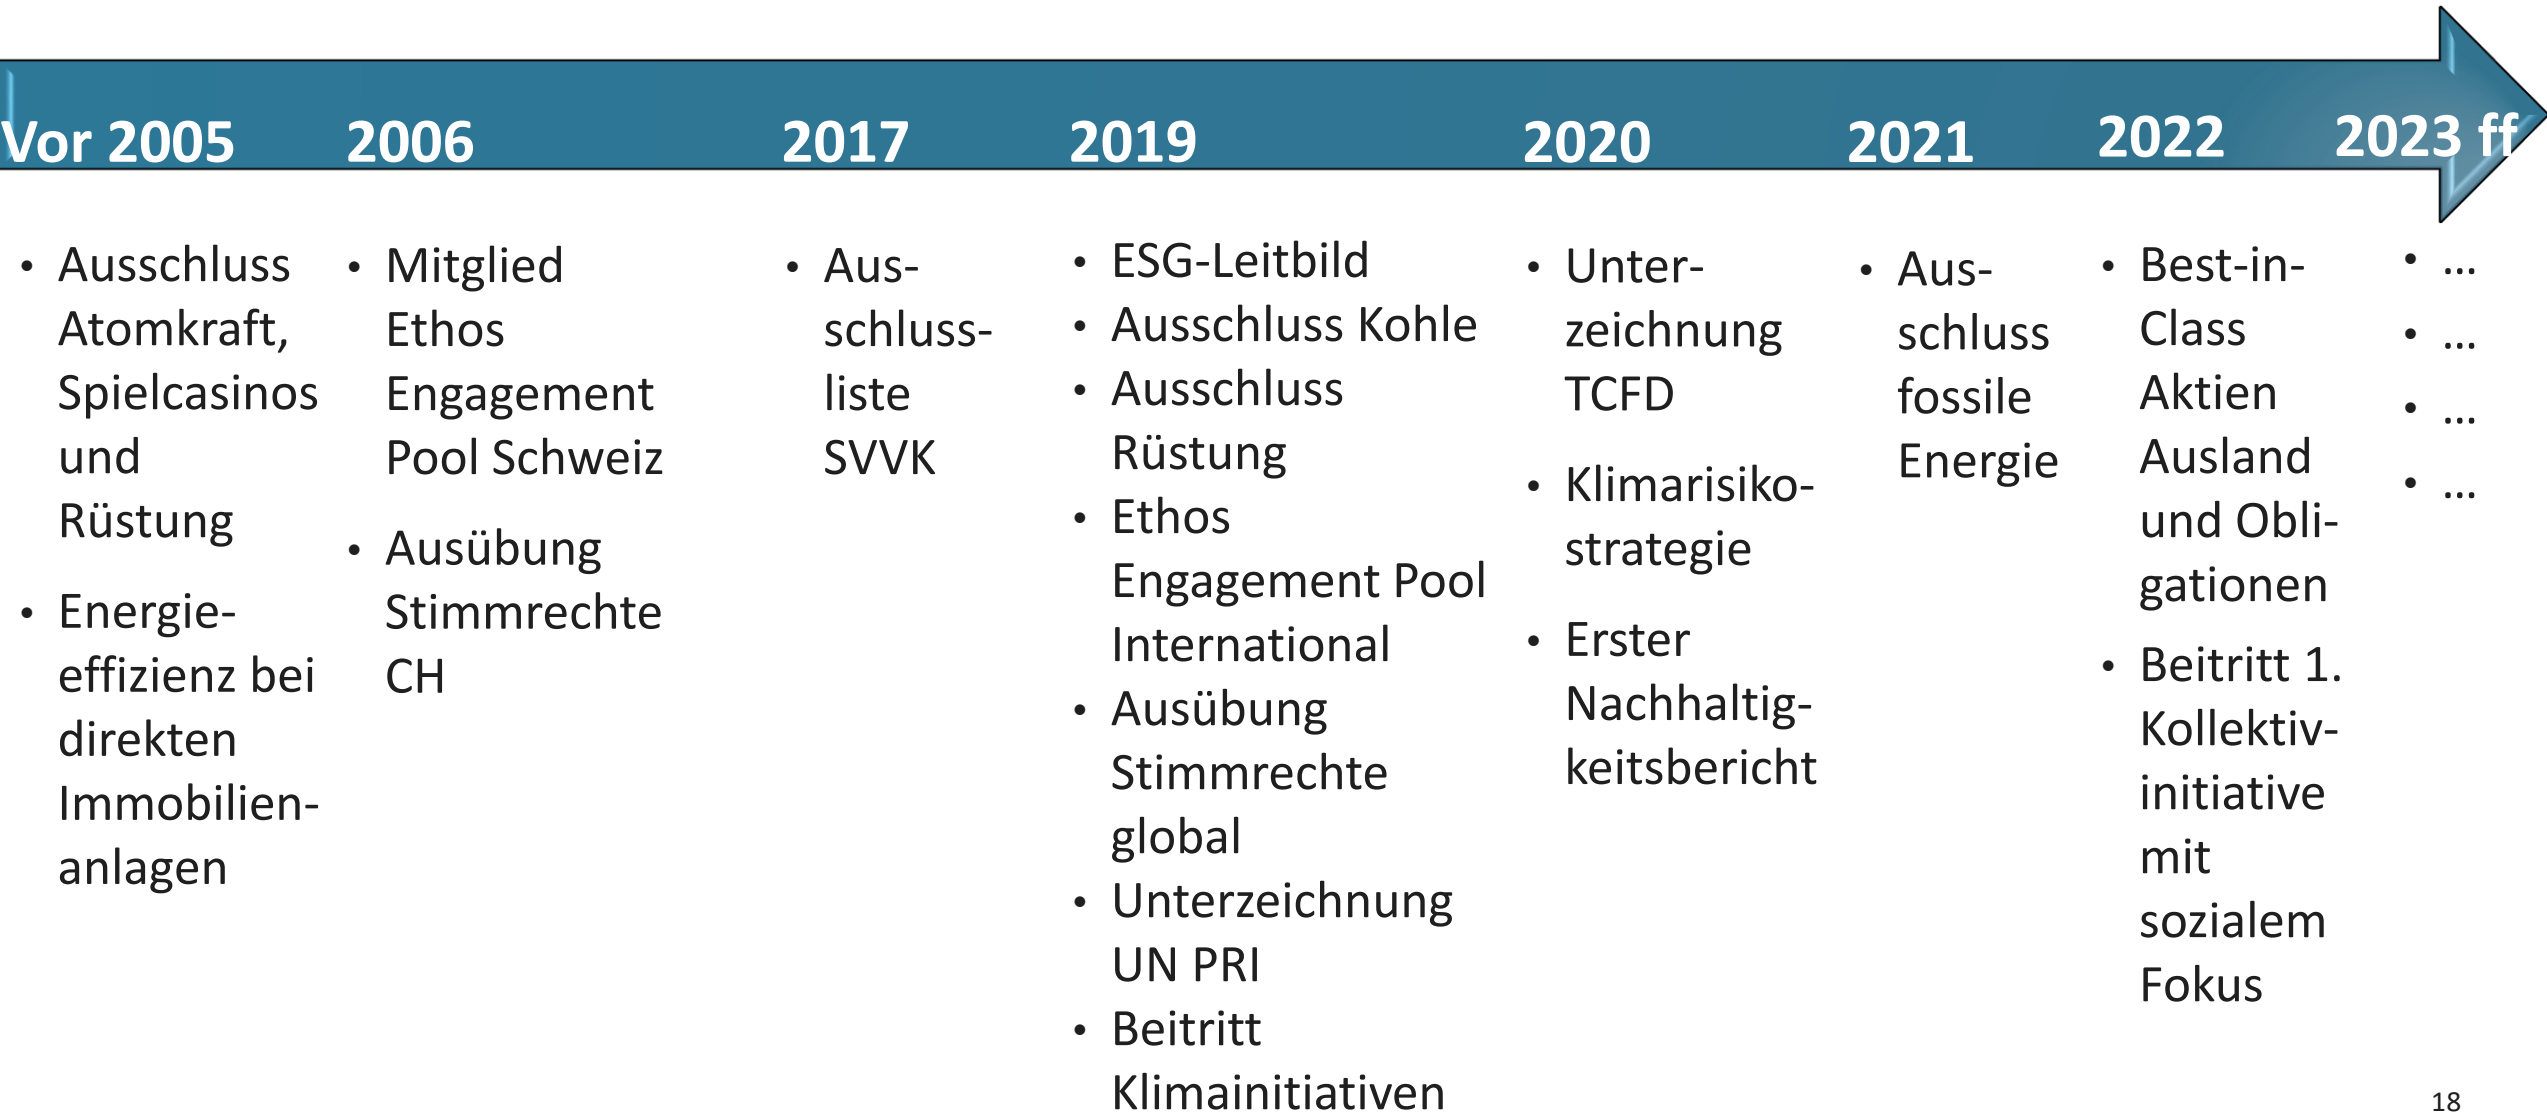 Vor 2005
2006
2017
2019
2020
2021
2022
2023 ff
• Ausschluss
Atomkraft,
Spielcasinos
und
Rüstung
• Energie-
effizienz bei
direkten
Immobilien-
anlagen
• Mitglied
Ethos
Engagement
Pool Schweiz
• Ausübung
Stimmrechte
CH
• Aus-
schluss-
liste
SVVK
• ESG-Leitbild
• Ausschluss Kohle
• Ausschluss
Rüstung
• Ethos
Engagement Pool
International
• Ausübung
Stimmrechte
global
• Unterzeichnung
UN PRI
• Beitritt
Klimainitiativen
• Unter-
zeichnung
TCFD
• Klimarisiko-
strategie
• Erster
Nachhaltig-
keitsbericht
• Aus-
schluss
fossile
Energie
• Best-in-
Class
Aktien
Ausland
und Obli-
gationen
• Beitritt 1.
Kollektiv-
initiative
mit
sozialem
Fokus
• ...
• ...
• ...
• ...
18